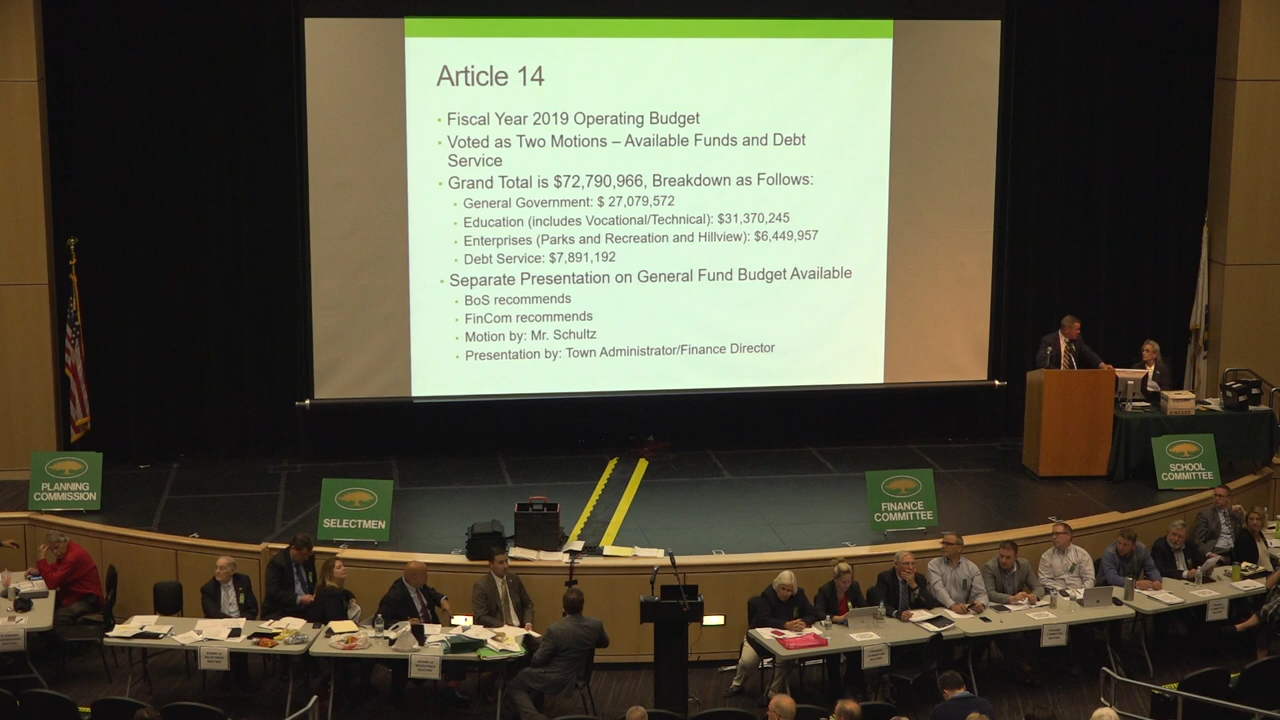 Article 14
Fiscal Year 2019 Operating Budget
Voted as Two Motions – Available Funds and Debt
Service
Grand Total is $72,790,966, Breakdown as Follows:
General Government: $ 27,079,572
Education (includes Vocational/Technical): $31,370,245
Enterprises (Parks and Recreation and Hillview): $6,449,957
Debt Service: $7,891,192
Separate Presentation on General Fund Budget Available
BoS recommends
FinCom recommends
Motion by: Mr. Schultz
Presentation by: Town Administrator/Finance Director
PLANNING
COMMISSION
SELECTMEN
FINANCE
COMMITTEE
SCHOOL
COMMITTEE